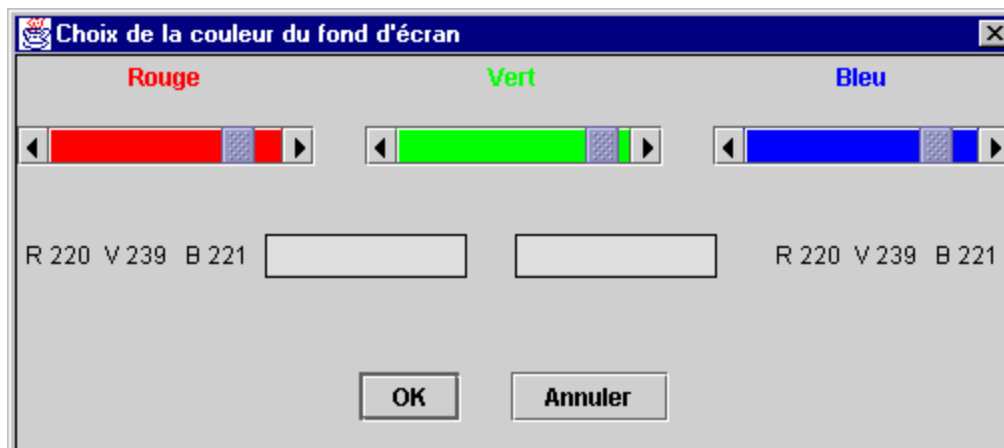 Choix de la couleur du fond d'écran
Rouge Vert Bleu
R 220 V 239 B 221 R 220 V 239 B 221
OK Annuler